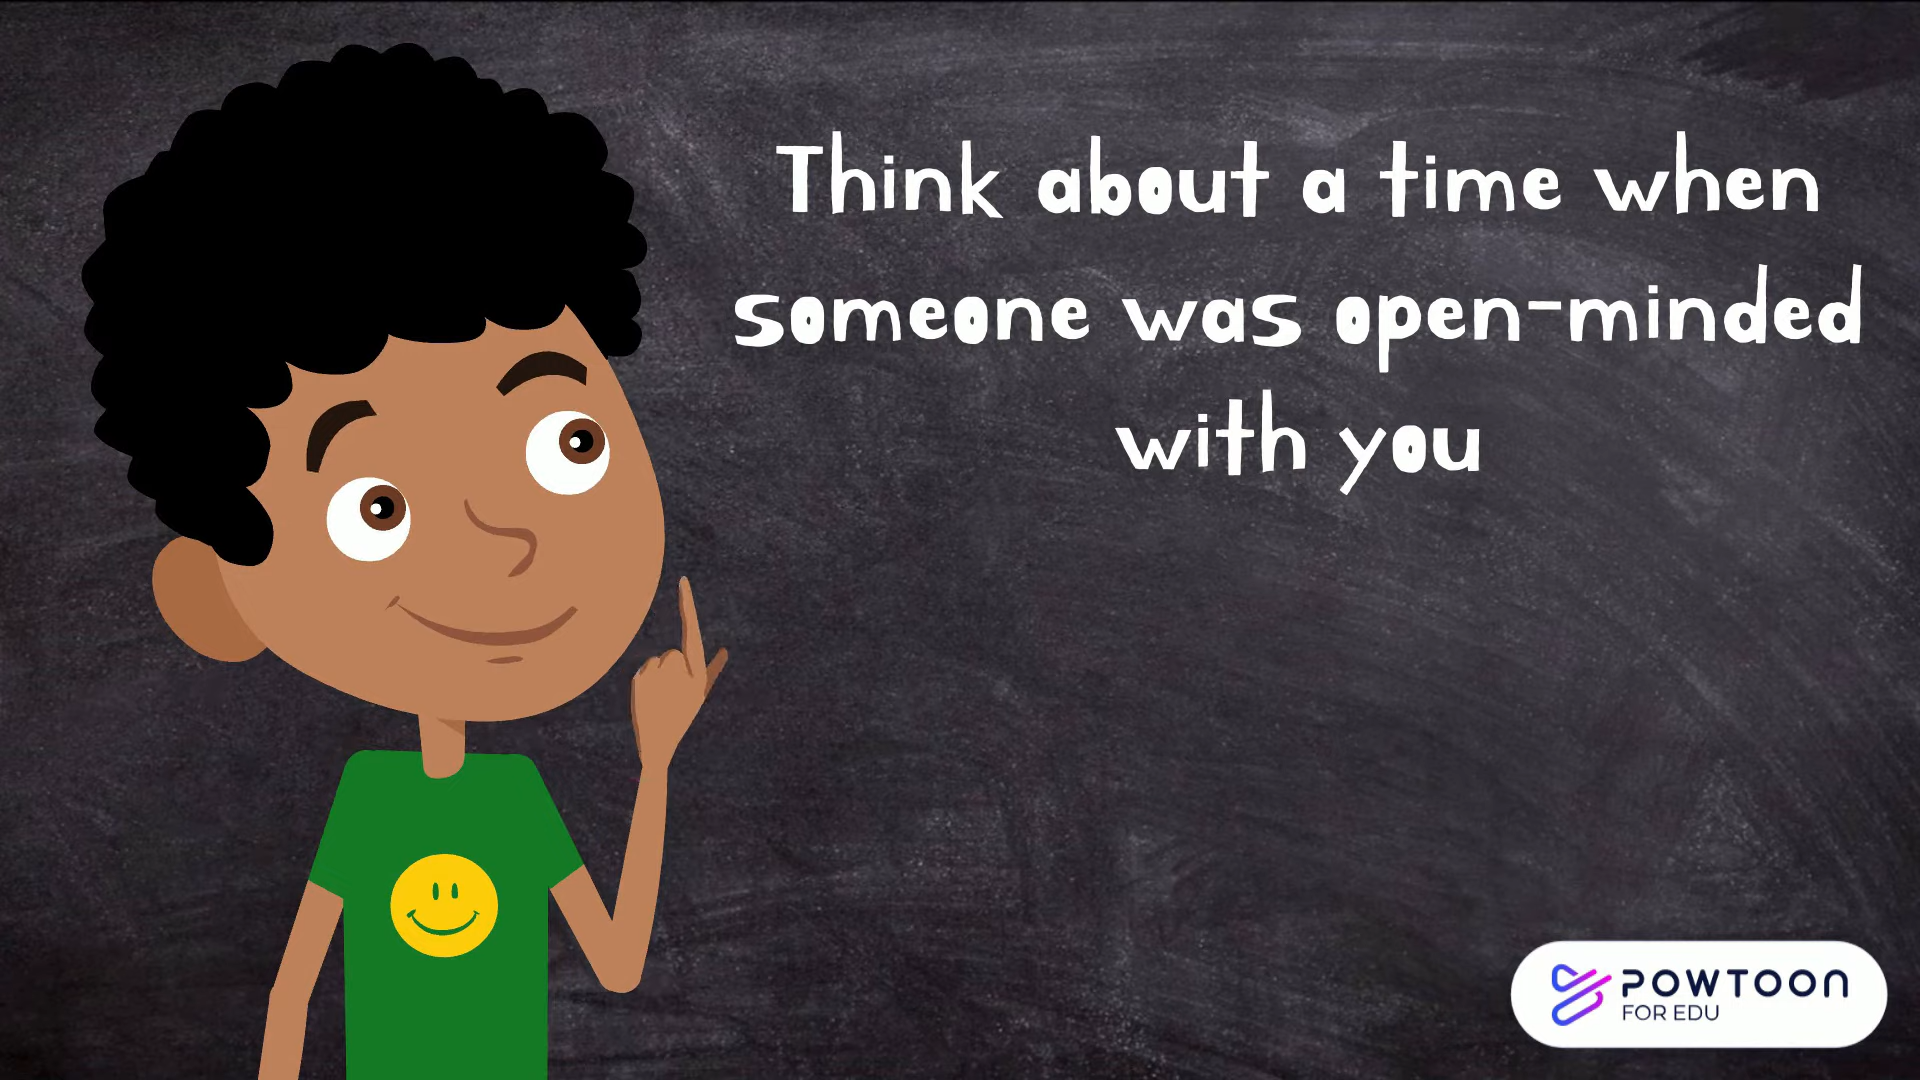 Think about a time when
someone was open-minded
with you
POWTOON
FOR EDU